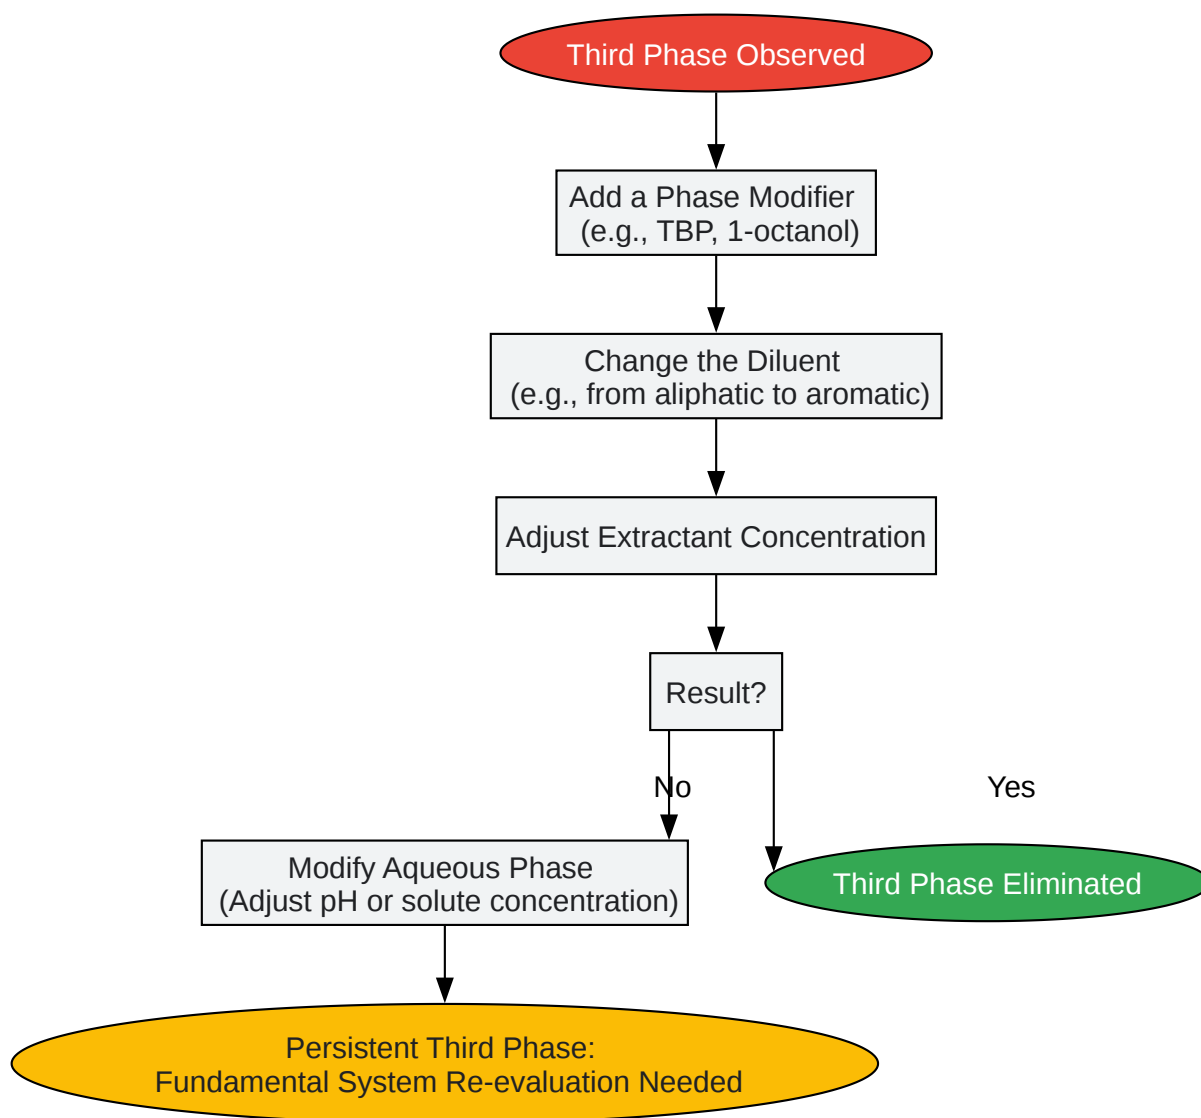 Third Phase Observed
Add a Phase Modifier
(e.g., TBP, 1-octanol)
Change the Diluent
(e.g., from aliphatic to aromatic)
Adjust Extractant Concentration
Result?
No
Yes
Modify Aqueous Phase
(Adjust pH or solute concentration)
Third Phase Eliminated
Persistent Third Phase:
Fundamental System Re-evaluation Needed